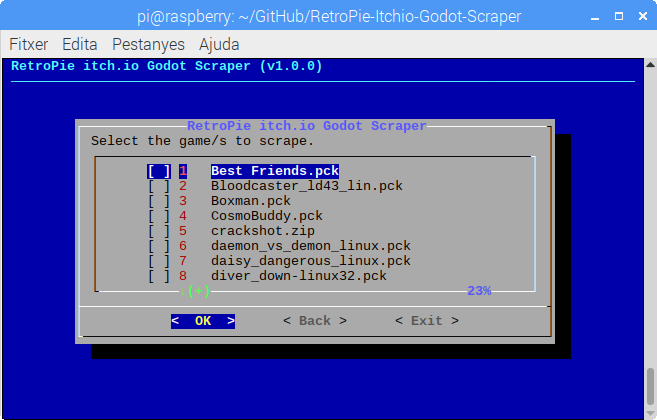 pi@raspberry: ~/GitHub/RetroPie-Itchio-Godot-Scraper
Fitxer Edita Pestanyes Ajuda
RetroPie itch.io Godot Scraper (v1.0.0)
RetroPie itch.io Godot Scraper
Select the game/s to scrape.
[ ] 1 Best Friends.pck
[ ] 2 Bloodcaster_ld43_lin.pck
[ ] 3 Boxman.pck
[ ] 4 CosmoBuddy.pck
[ ] 5 crackshot.zip
[ ] 6 daemon_vs_demon_linux.pck
[ ] 7 daisy_dangerous_linux.pck
[ ] 8 diver_down-linux32.pck
(+) 23%
< OK > < Back > < Exit >